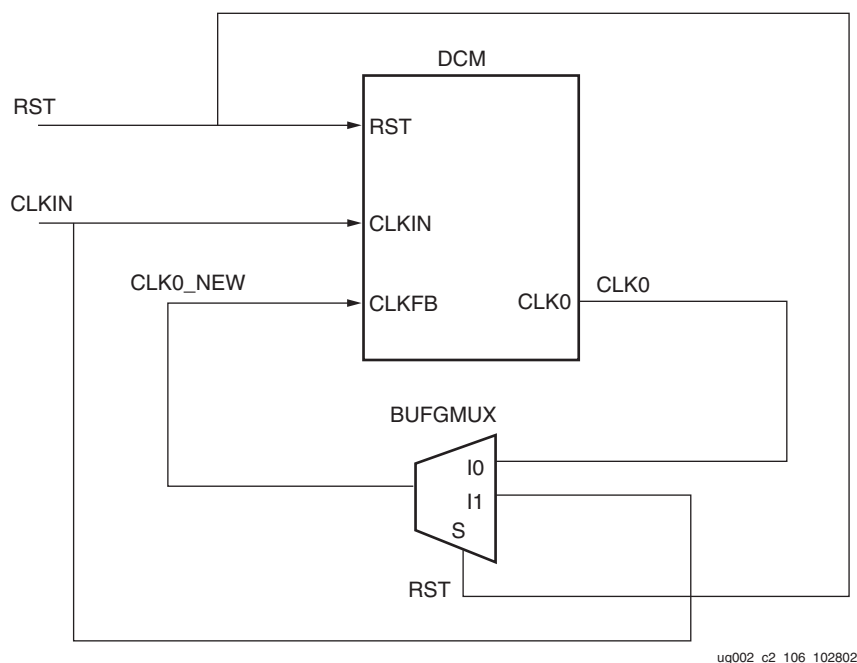 DCM
RST
RST
CLKIN
CLKIN
CLK0_NEW
CLKFB
CLK0
CLK0
BUFGMUX
I0
I1
S
RST
ug002_c2_106_102802